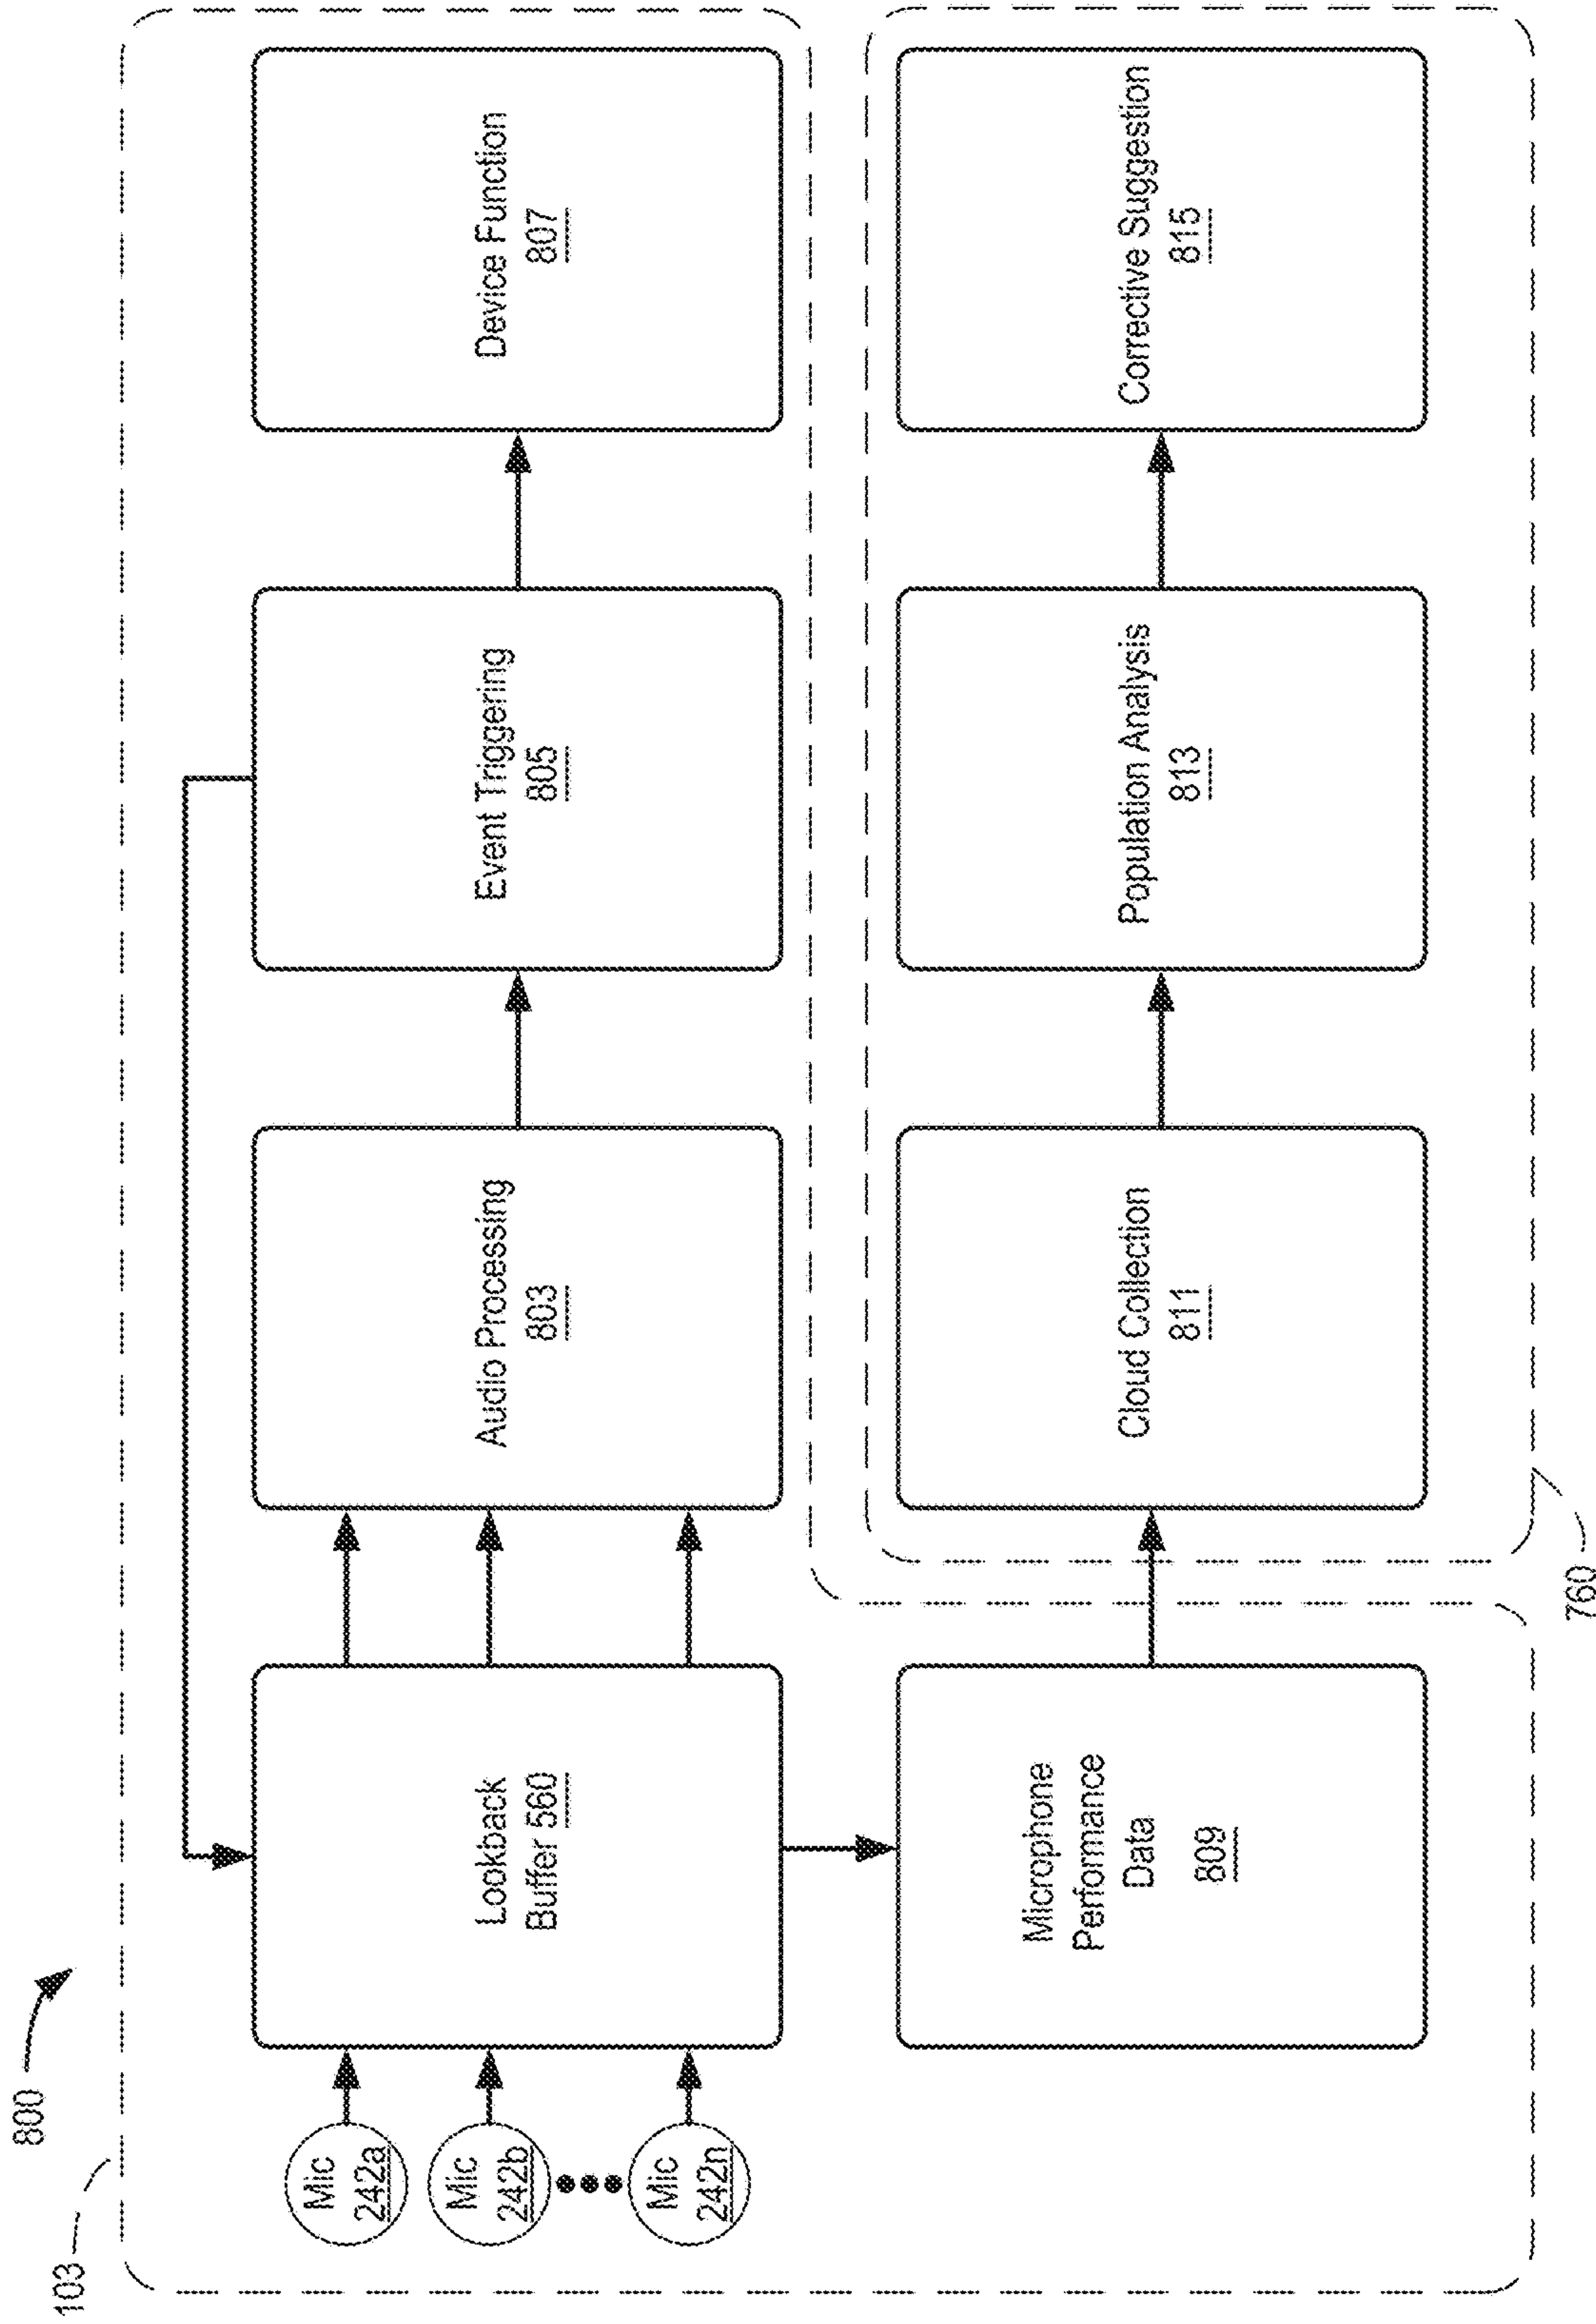 800
103
Mic
242a
Mic
242b
Mic
242n
Lookback
Buffer 560
Audio Processing
803
Event Triggering
805
Device Function
807
Microphone
Performance
Data
809
Cloud Collection
811
Population Analysis
813
Corrective Suggestion
815
760